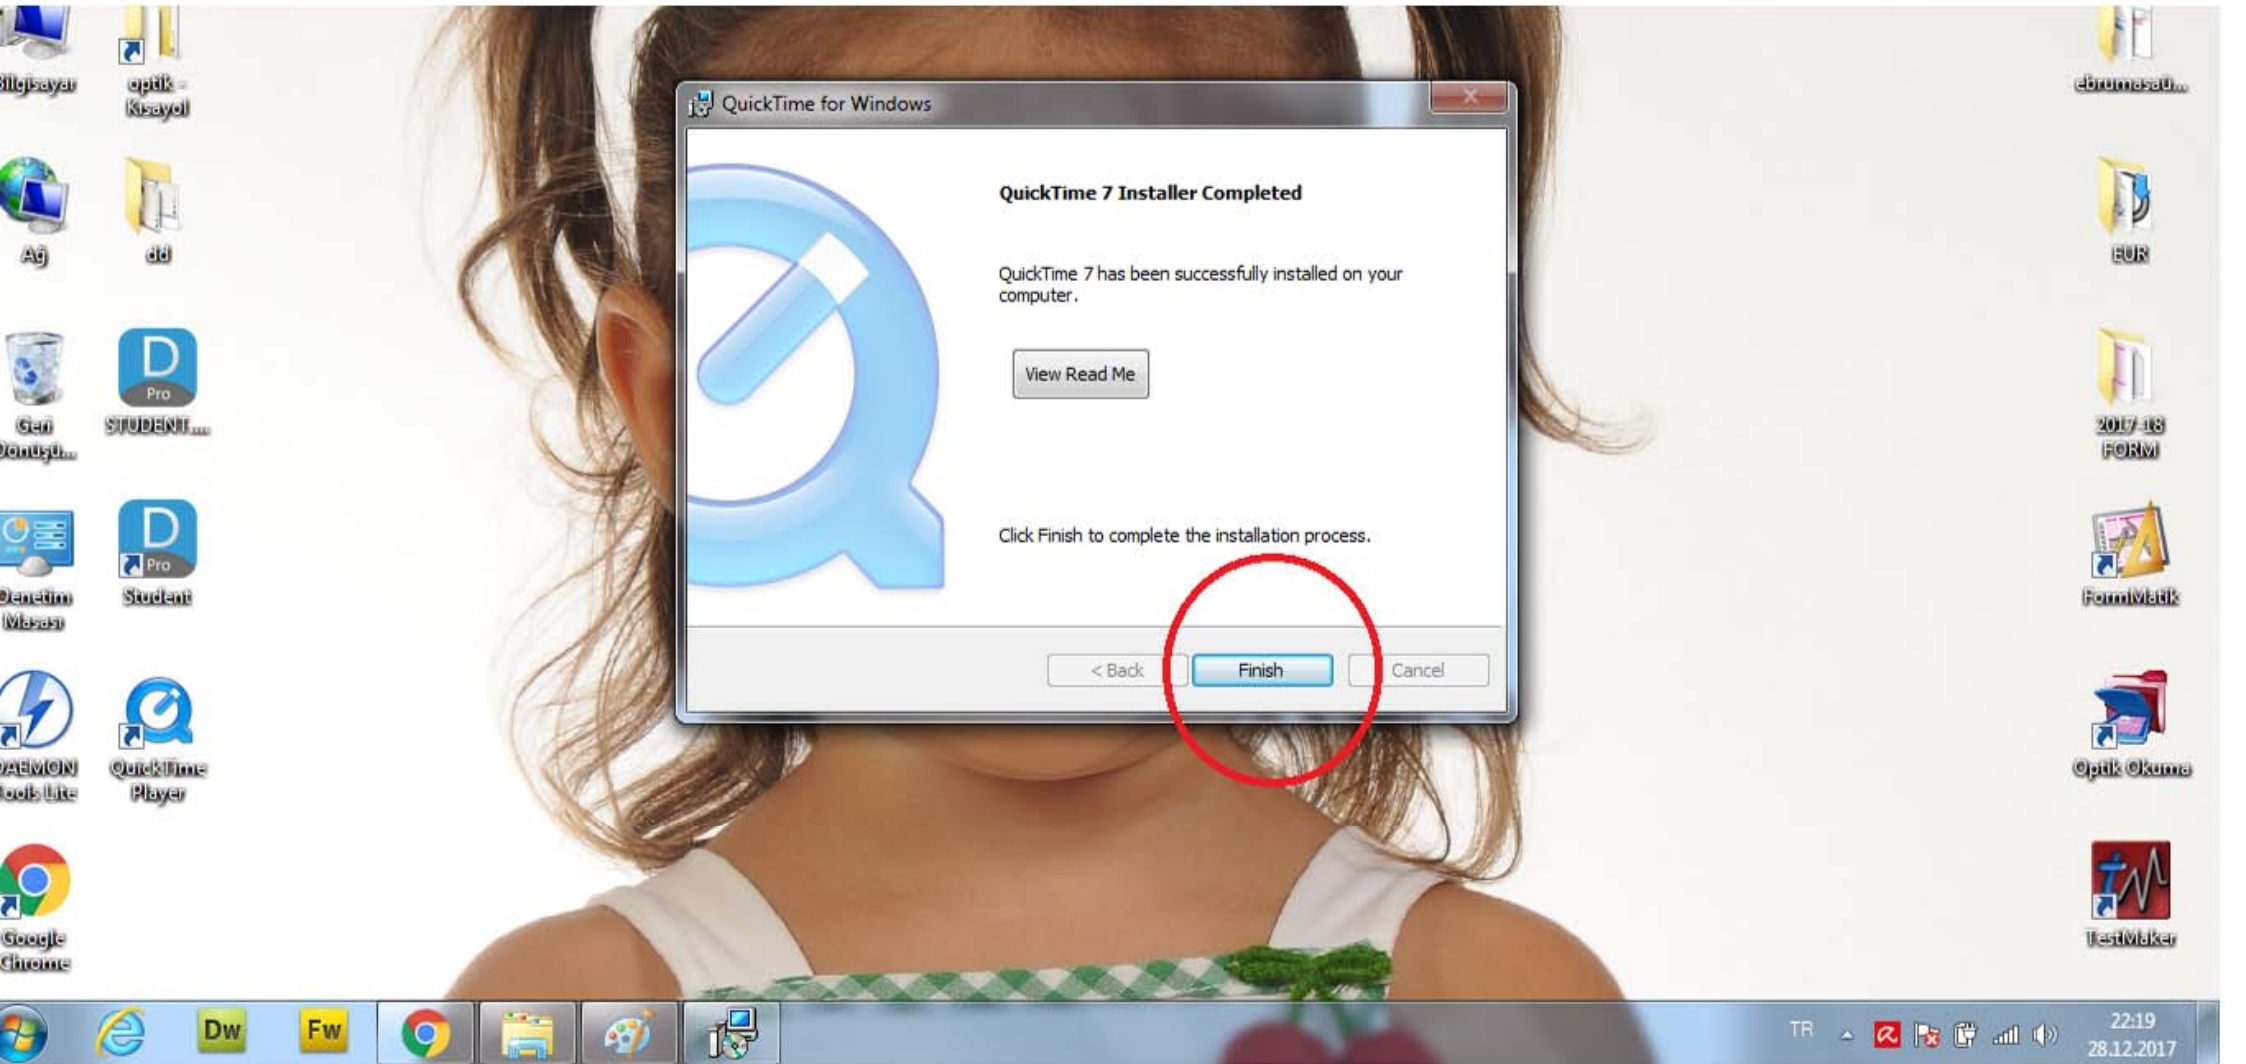 Bilgisayar
optik -
Kısayol
Ağ
dd
Geri
Dönüşü...
STUDENT....
Denetim
Masası
Student
DAEMON
Tools Lite
QuickTime
Player
Google
Chrome
QuickTime for Windows
QuickTime 7 Installer Completed
QuickTime 7 has been successfully installed on your
computer.
View Read Me
Click Finish to complete the installation process.
< Back
Finish
Cancel
ebrumasaü...
EUR
2017-18
FORM
FormMatik
Optik Okuma
TestMaker
D
Pro
D
Pro
tM
Dw
Fw
TR
22:19
28.12.2017